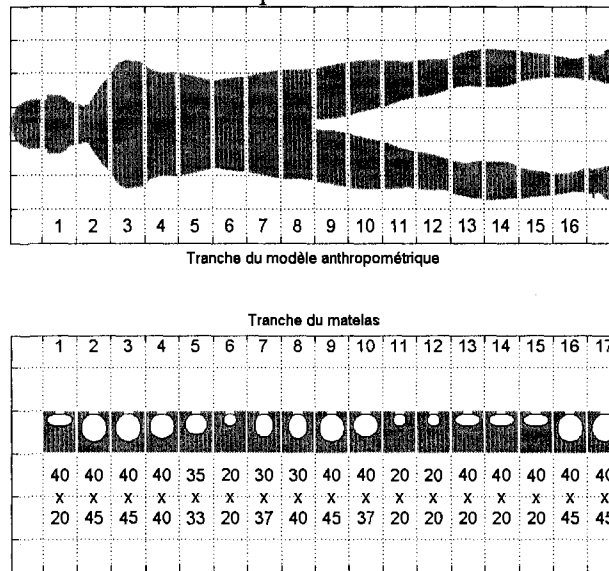 1 2 3 4 5 6 7 8 9 10 11 12 13 14 15 16
Tranche du modèle anthropométrique
Tranche du matelas
1 2 3 4 5 6 7 8 9 10 11 12 13 14 15 16 17
40 40 40 40 35 20 30 30 40 40 20 20 40 40 40 40 40
x x x x x x x x x x x x x x x x x
20 45 45 40 33 20 37 40 45 37 20 20 20 20 20 45 45